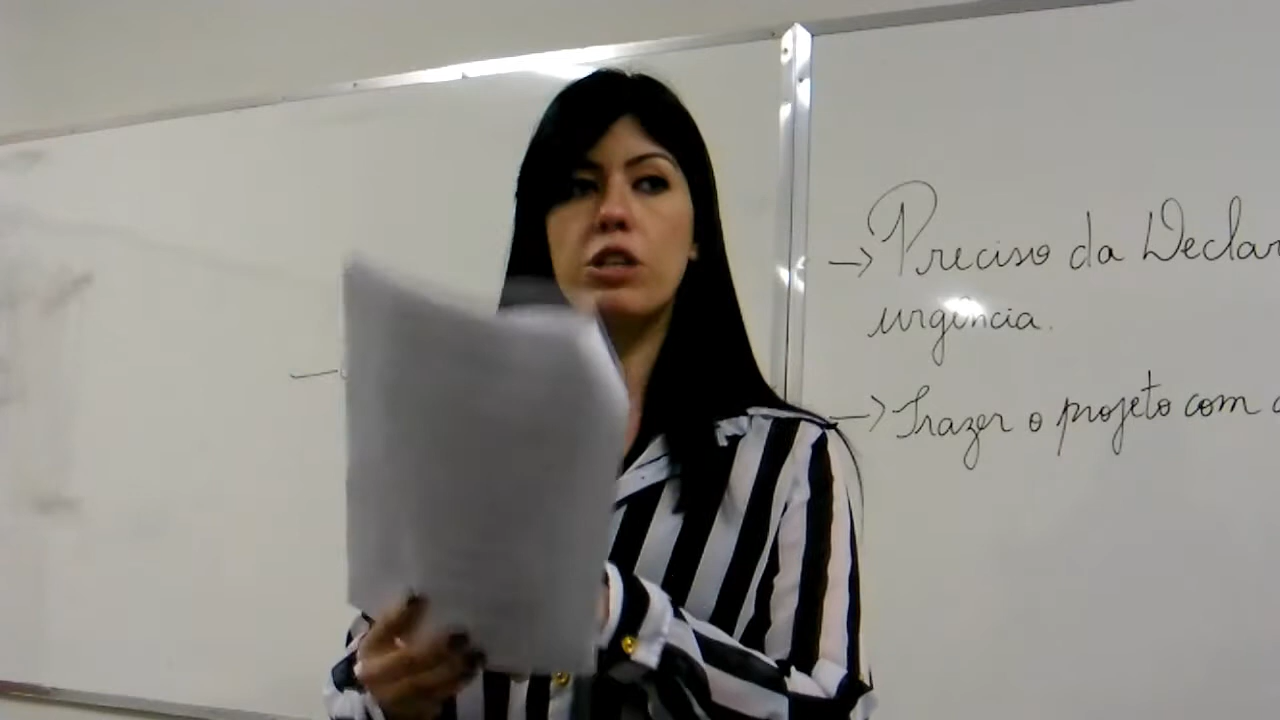 → Preciso da Declar
urgência.
→ Trazer o projeto com